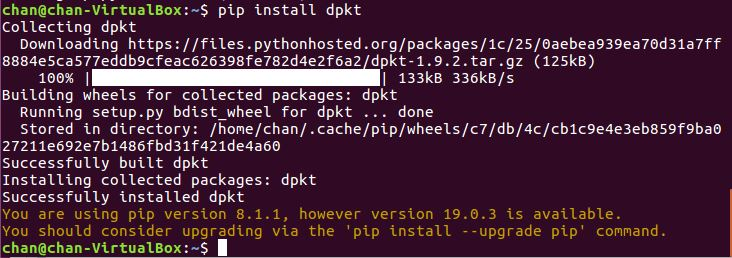 chan@chan-VirtualBox:~$ pip install dpkt
Collecting dpkt
  Downloading https://files.pythonhosted.org/packages/1c/25/0aebea939ea70d31a7ff
8884e5ca577eddb9cfeac626398fe782d4e2f6a2/dpkt-1.9.2.tar.gz (125kB)
    100% |████████████████████████████████| 133kB 336kB/s
Building wheels for collected packages: dpkt
  Running setup.py bdist_wheel for dpkt ... done
  Stored in directory: /home/chan/.cache/pip/wheels/c7/db/4c/cb1c9e4e3eb859f9ba0
27211e692e7b1486fbd31f421de4a60
Successfully built dpkt
Installing collected packages: dpkt
Successfully installed dpkt
You are using pip version 8.1.1, however version 19.0.3 is available.
You should consider upgrading via the 'pip install --upgrade pip' command.
chan@chan-VirtualBox:~$